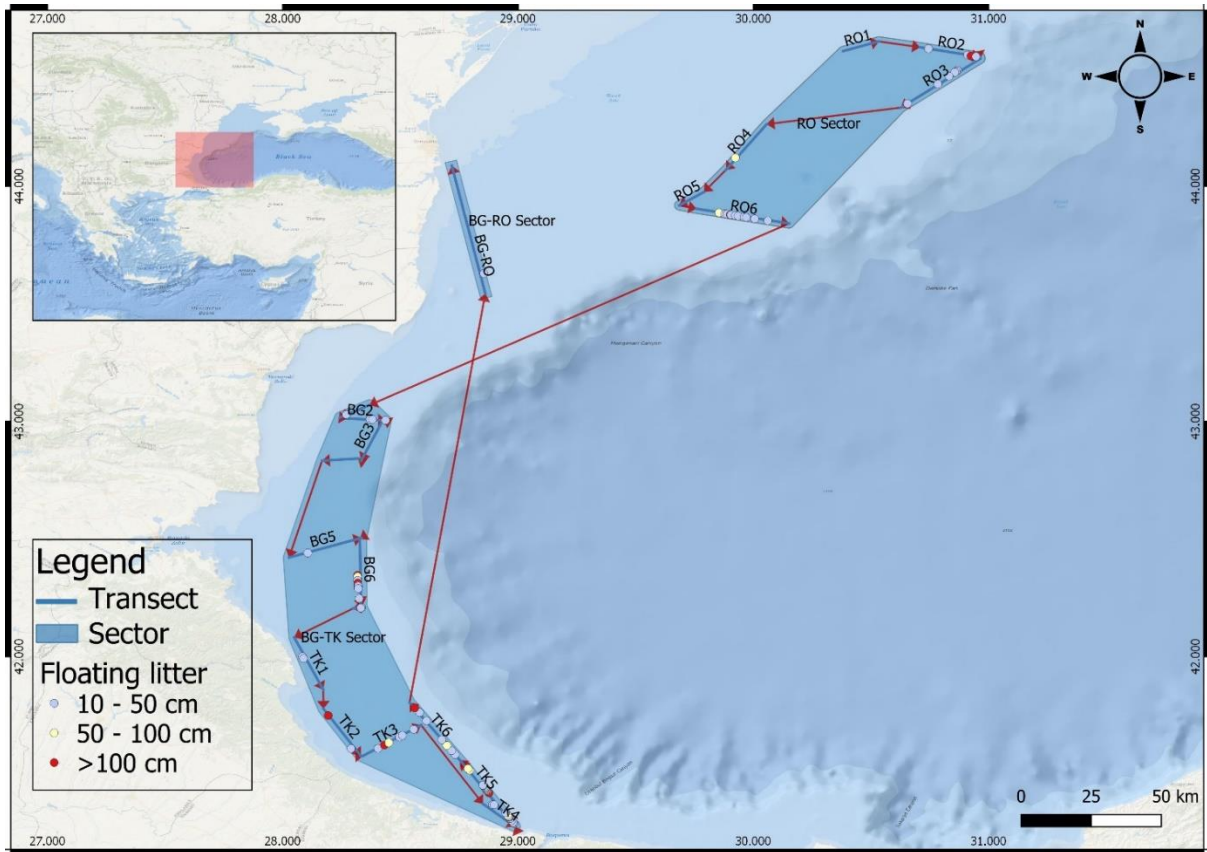 27.000
28.000
29.000
30.000
31.000
N
W
E
S
Black Sea
Turkey
RO1
RO2
RO3
RO Sector
RO4
RO5
RO6
44.000
44.000
BG-RO Sector
BG-RO
43.000
43.000
BG2
BG3
BG5
BG6
BG-TK Sector
42.000
42.000
TK1
TK2
TK3
TK6
TK5
TK4
Legend
Transect
Sector
Floating litter
10 - 50 cm
50 - 100 cm
>100 cm
0
25
50 km
27.000
28.000
29.000
30.000
31.000